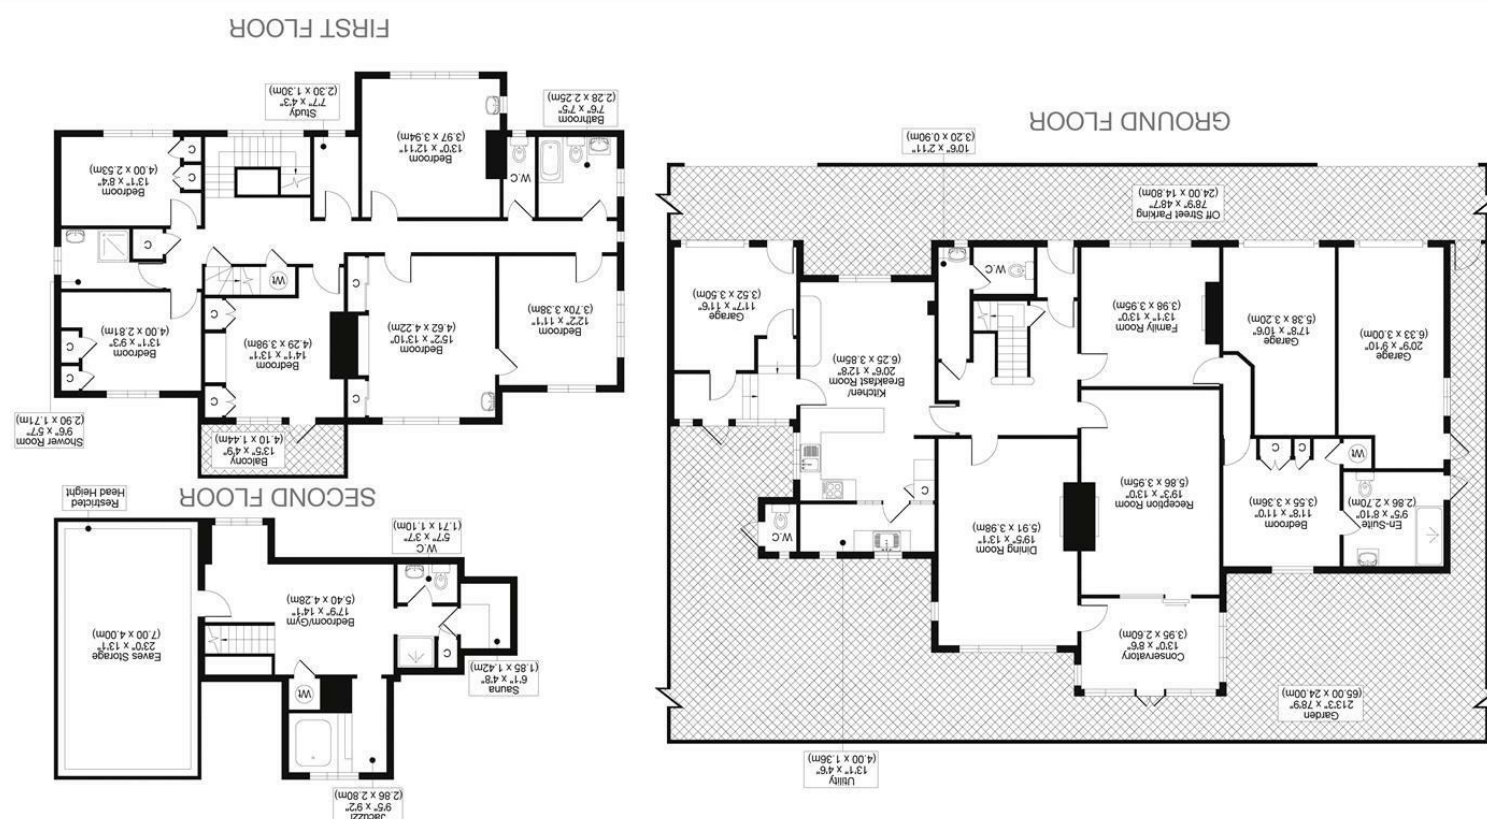 Utility
13'1" x 4'6"
(4.00 x 1.36m)
Garden
213'3" x 78'9"
(65.00 x 24.00m)
Conservatory
13'0" x 8'6"
(3.95 x 2.60m)
En-Suite
9'5" x 8'10"
(2.86 x 2.70m)
Bedroom
11'8" x 11'0"
(3.55 x 3.36m)
Reception Room
19'3" x 13'0"
(5.86 x 3.95m)
Dining Room
19'5" x 13'1"
(5.91 x 3.98m)
W.C
Wt
C
C
C
Garage
20'9" x 9'10"
(6.33 x 3.00m)
Garage
17'8" x 10'6"
(5.38 x 3.20m)
Family Room
13'1" x 13'0"
(3.98 x 3.95m)
Kitchen/
Breakfast Room
20'6" x 12'8"
(6.25 x 3.85m)
Garage
11'7" x 11'6"
(3.52 x 3.50m)
W.C
Off Street Parking
78'9" x 48'7"
(24.00 x 14.80m)
10'6" x 2'11"
(3.20 x 0.90m)
GROUND FLOOR
Jacuzzi
9'5" x 9'2"
(2.86 x 2.80m)
Wt
Sauna
6'1" x 4'8"
(1.85 x 1.42m)
C
Bedroom/Gym
17'9" x 14'1"
(5.40 x 4.28m)
Eaves Storage
23'0" x 13'1"
(7.00 x 4.00m)
W.C
5'7" x 3'7"
(1.71 x 1.10m)
Restricted
Head Height
SECOND FLOOR
Balcony
13'5" x 4'9"
(4.10 x 1.44m)
Shower Room
9'6" x 5'7"
(2.90 x 1.71m)
C
C
C
Bedroom
12'2" x 11'1"
(3.70 x 3.38m)
Bedroom
15'2" x 13'10"
(4.62 x 4.22m)
Bedroom
14'1" x 13'1"
(4.29 x 3.98m)
Bedroom
13'1" x 9'3"
(4.00 x 2.81m)
C
C
C
Wt
C
W.C
Bedroom
13'0" x 12'11"
(3.97 x 3.94m)
Bedroom
13'1" x 8'4"
(4.00 x 2.53m)
C
C
Bathroom
7'6" x 7'5"
(2.28 x 2.25m)
Study
7'7" x 4'3"
(2.30 x 1.30m)
FIRST FLOOR